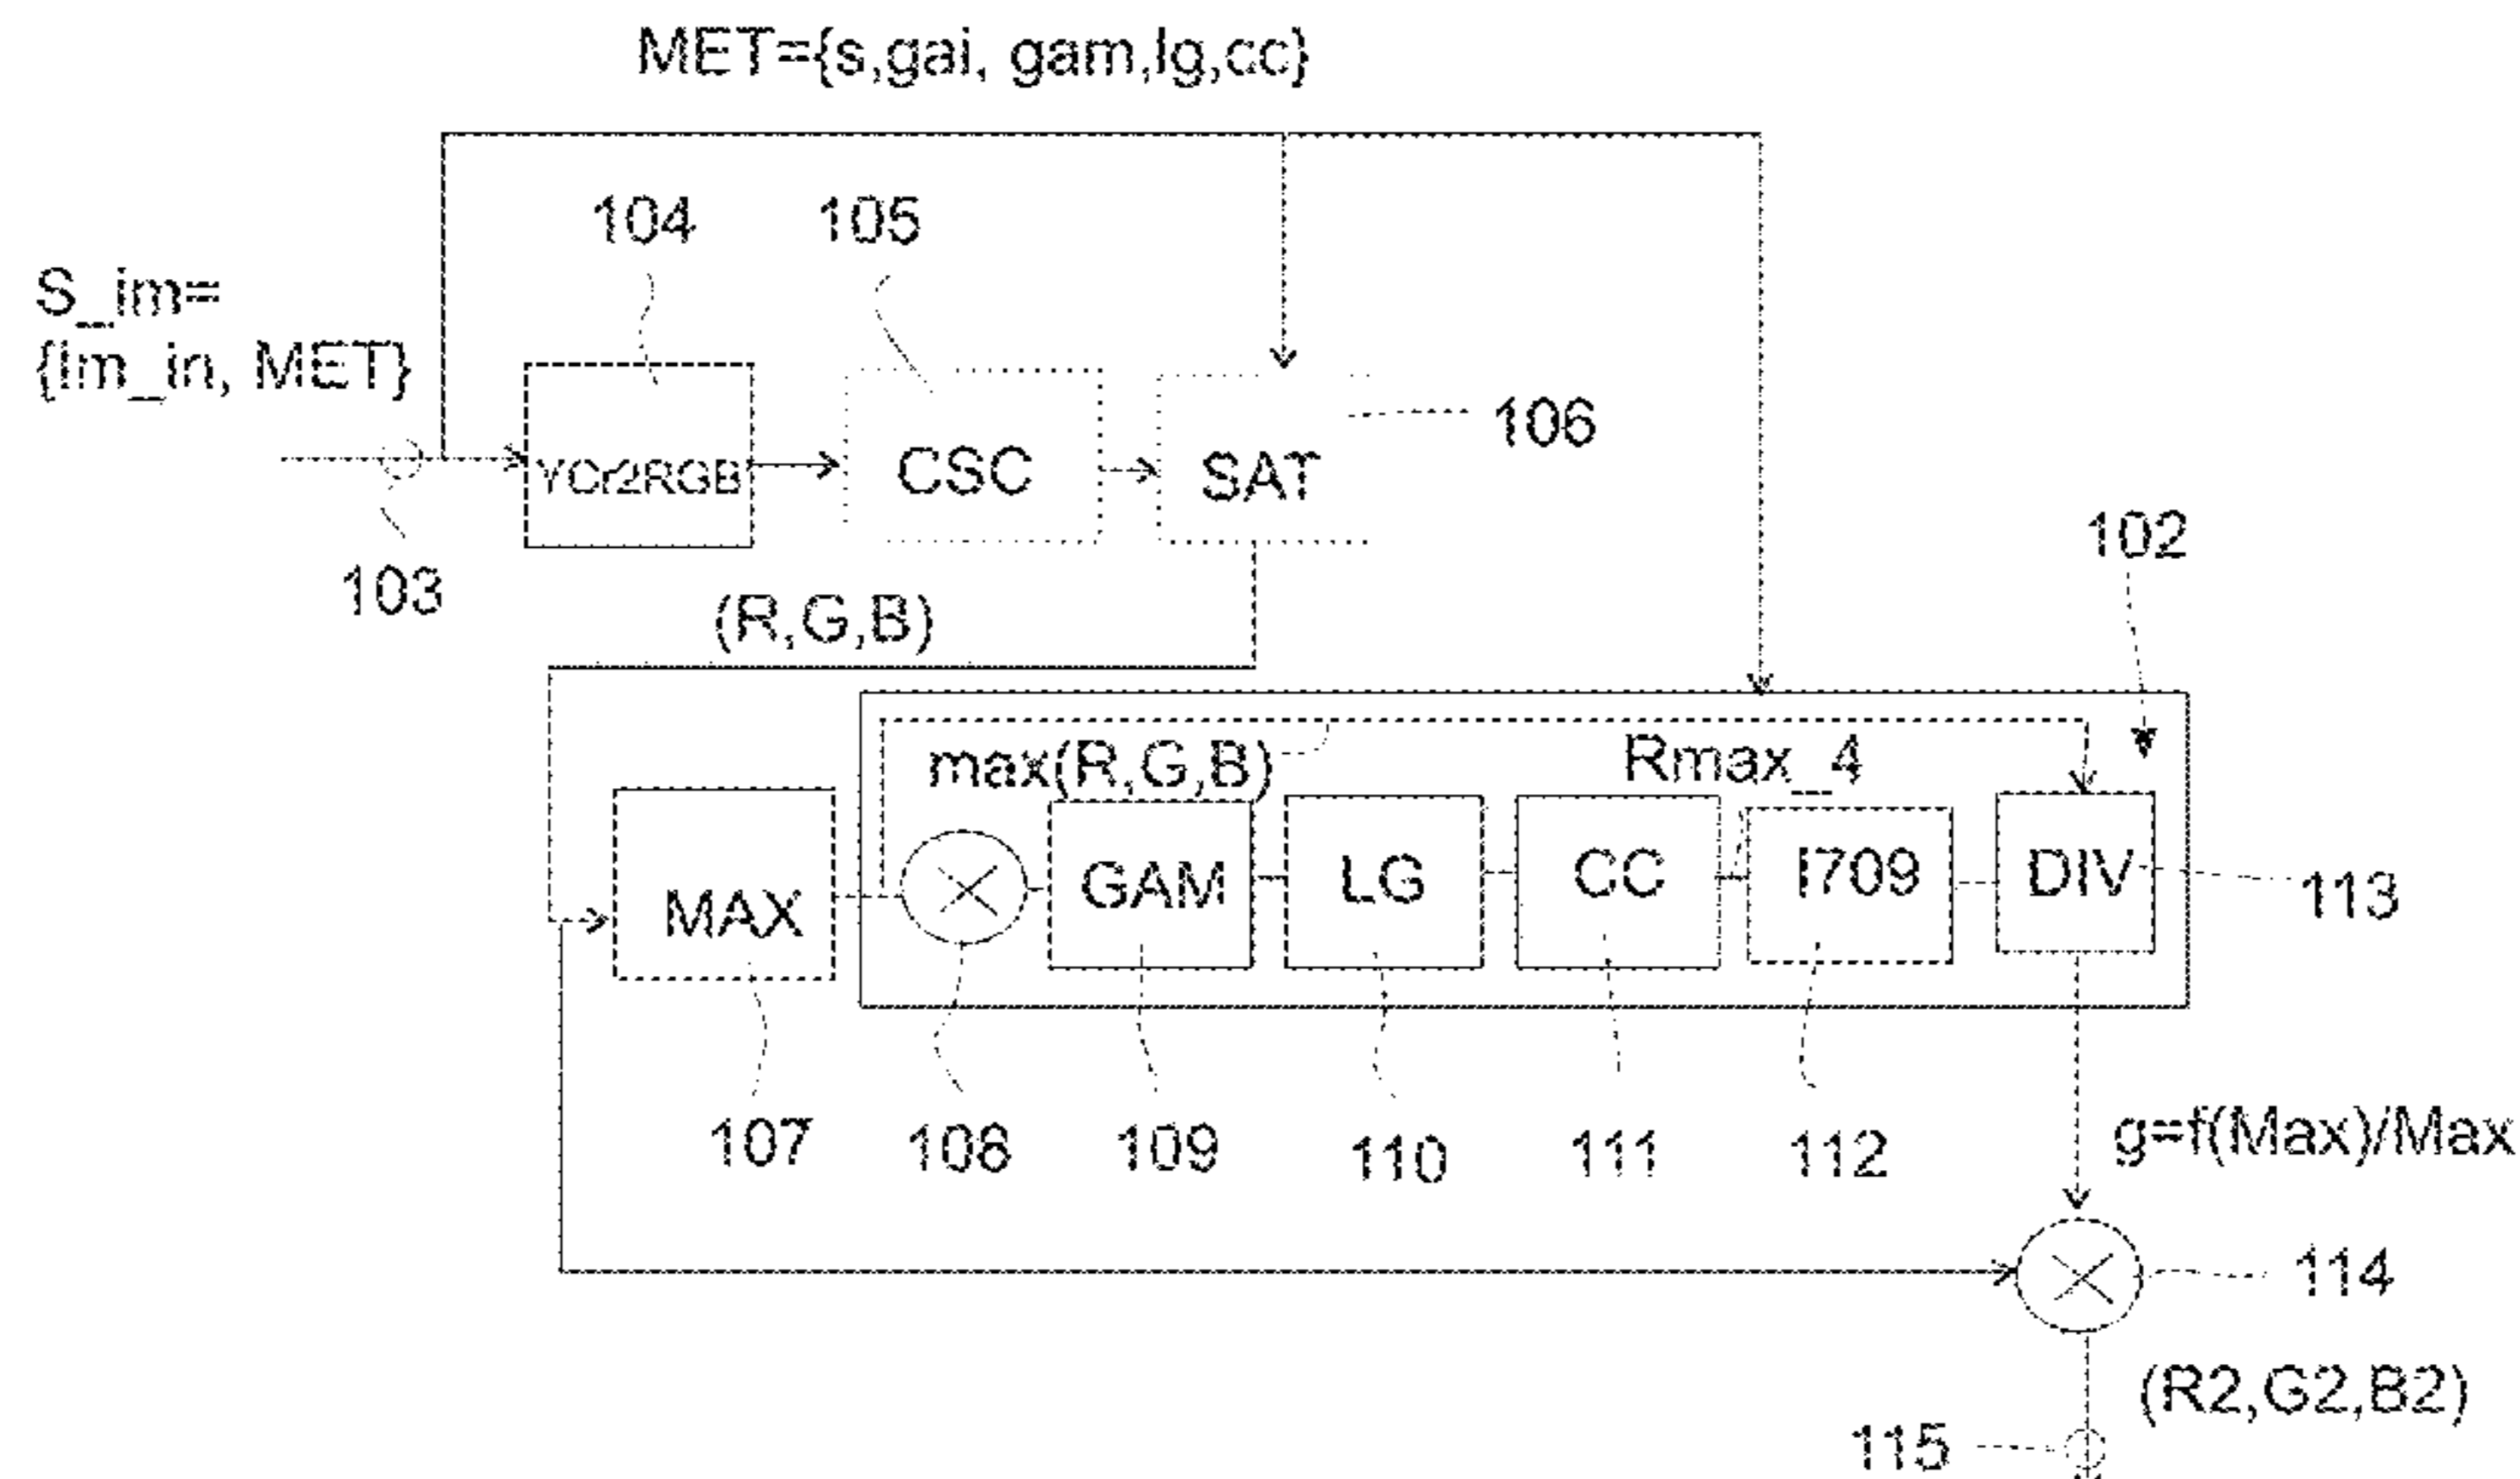 MET={s,gai, gam,lg,cc}
104
105
S_im=
{Im_in, MET}
106
YCr2RGB
CSC
SAT
103
102
(R,G,B)
max(R,G,B)
Rmax_4
MAX
GAM
LG
CC
I709
DIV
113
107
108
109
110
111
112
g=f(Max)/Max
114
(R2,G2,B2)
115